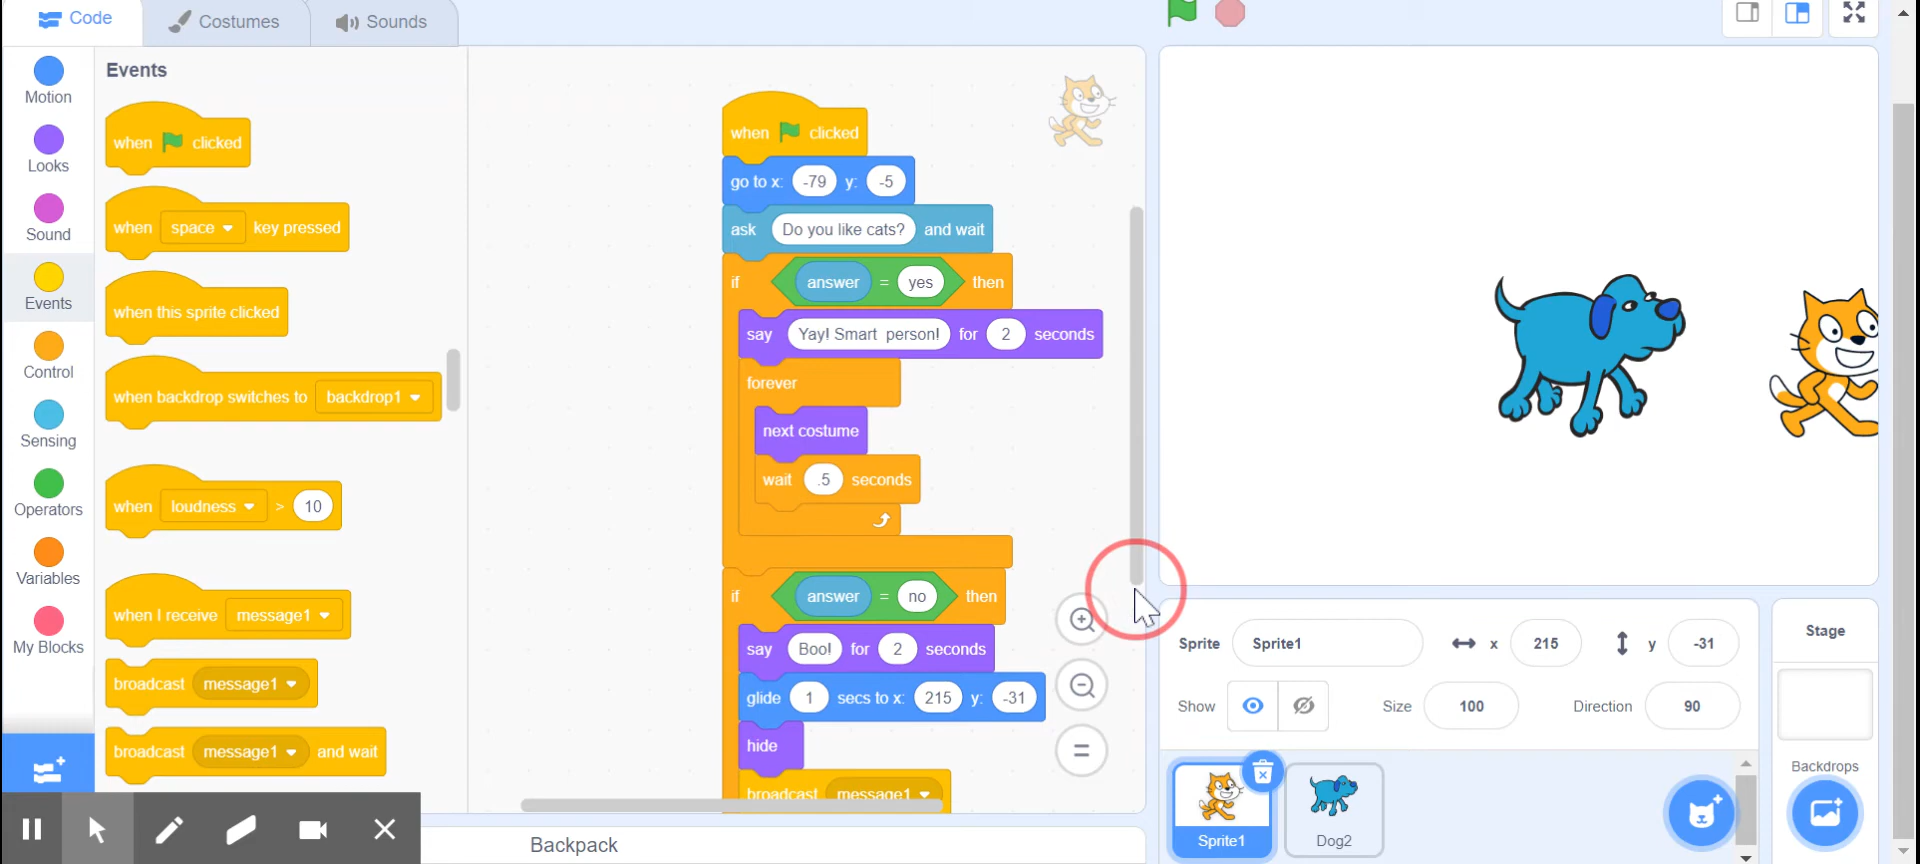 Code
Costumes
Sounds
Motion
Looks
Sound
Events
Control
Sensing
Operators
Variables
My Blocks
Events
when clicked
when space key pressed
when this sprite clicked
when backdrop switches to backdrop1
when loudness > 10
when I receive message1
broadcast message1
broadcast message1 and wait
when clicked
go to x: -79 y: -5
ask Do you like cats? and wait
if answer = yes then
say Yay! Smart person! for 2 seconds
forever
next costume
wait .5 seconds
if answer = no then
say Boo! for 2 seconds
glide 1 secs to x: 215 y: -31
hide
broadcast message1
Backpack
Sprite Sprite1 x 215 y -31
Show Size 100 Direction 90
Sprite1
Dog2
Stage
Backdrops